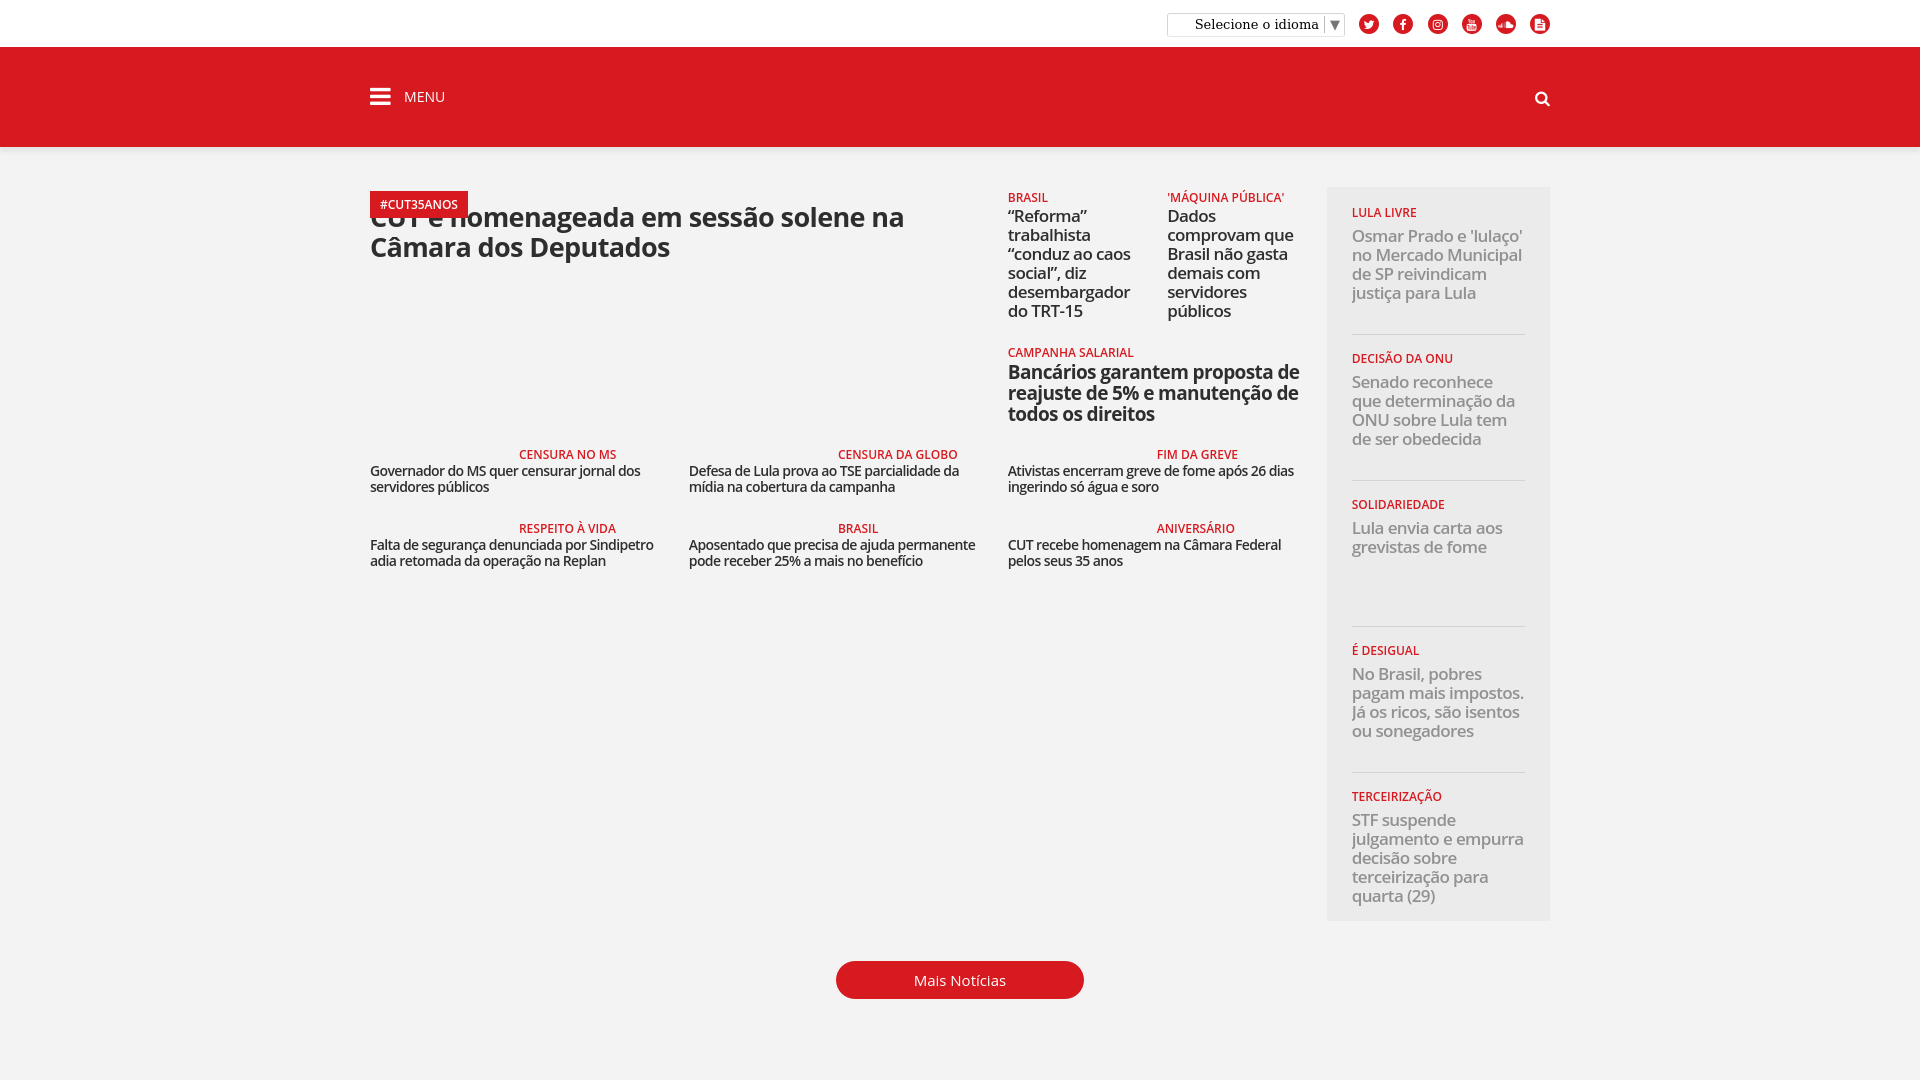 Selecione o idioma ▼
MENU
#CUT35ANOS
CUT é homenageada em sessão solene na
Câmara dos Deputados
BRASIL
“Reforma”
trabalhista
“conduz ao caos
social”, diz
desembargador
do TRT-15
'MÁQUINA PÚBLICA'
Dados
comprovam que
Brasil não gasta
demais com
servidores
públicos
CAMPANHA SALARIAL
Bancários garantem proposta de
reajuste de 5% e manutenção de
todos os direitos
CENSURA NO MS
Governador do MS quer censurar jornal dos
servidores públicos
CENSURA DA GLOBO
Defesa de Lula prova ao TSE parcialidade da
mídia na cobertura da campanha
FIM DA GREVE
Ativistas encerram greve de fome após 26 dias
ingerindo só água e soro
RESPEITO À VIDA
Falta de segurança denunciada por Sindipetro
adia retomada da operação na Replan
BRASIL
Aposentado que precisa de ajuda permanente
pode receber 25% a mais no benefício
ANIVERSÁRIO
CUT recebe homenagem na Câmara Federal
pelos seus 35 anos
LULA LIVRE
Osmar Prado e 'lulaço'
no Mercado Municipal
de SP reivindicam
justiça para Lula
DECISÃO DA ONU
Senado reconhece
que determinação da
ONU sobre Lula tem
de ser obedecida
SOLIDARIEDADE
Lula envia carta aos
grevistas de fome
É DESIGUAL
No Brasil, pobres
pagam mais impostos.
Já os ricos, são isentos
ou sonegadores
TERCEIRIZAÇÃO
STF suspende
julgamento e empurra
decisão sobre
terceirização para
quarta (29)
Mais Notícias